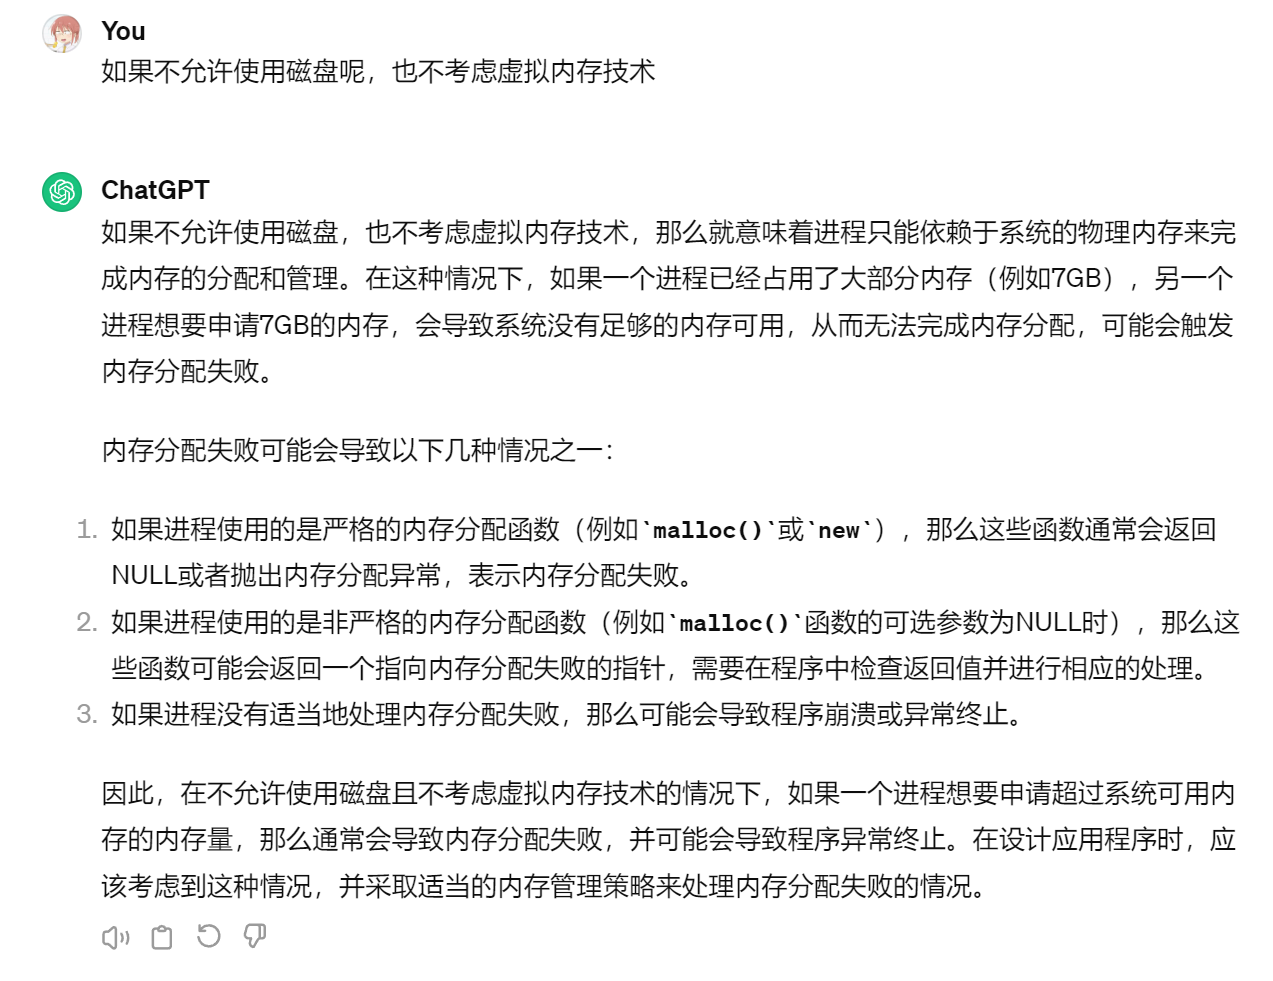 You
如果不允许使用磁盘呢，也不考虑虚拟内存技术
ChatGPT
如果不允许使用磁盘，也不考虑虚拟内存技术，那么就意味着进程只能依赖于系统的物理内存来完
成内存的分配和管理。在这种情况下，如果一个进程已经占用了大部分内存（例如7GB），另一个
进程想要申请7GB的内存，会导致系统没有足够的内存可用，从而无法完成内存分配，可能会触发
内存分配失败。
内存分配失败可能会导致以下几种情况之一：
1. 如果进程使用的是严格的内存分配函数（例如`malloc()`或`new`），那么这些函数通常会返回
NULL或者抛出内存分配异常，表示内存分配失败。
2. 如果进程使用的是非严格的内存分配函数（例如`malloc()`函数的可选参数为NULL时），那么这
些函数可能会返回一个指向内存分配失败的指针，需要在程序中检查返回值并进行相应的处理。
3. 如果进程没有适当地处理内存分配失败，那么可能会导致程序崩溃或异常终止。
因此，在不允许使用磁盘且不考虑虚拟内存技术的情况下，如果一个进程想要申请超过系统可用内
存的内存量，那么通常会导致内存分配失败，并可能会导致程序异常终止。在设计应用程序时，应
该考虑到这种情况，并采取适当的内存管理策略来处理内存分配失败的情况。